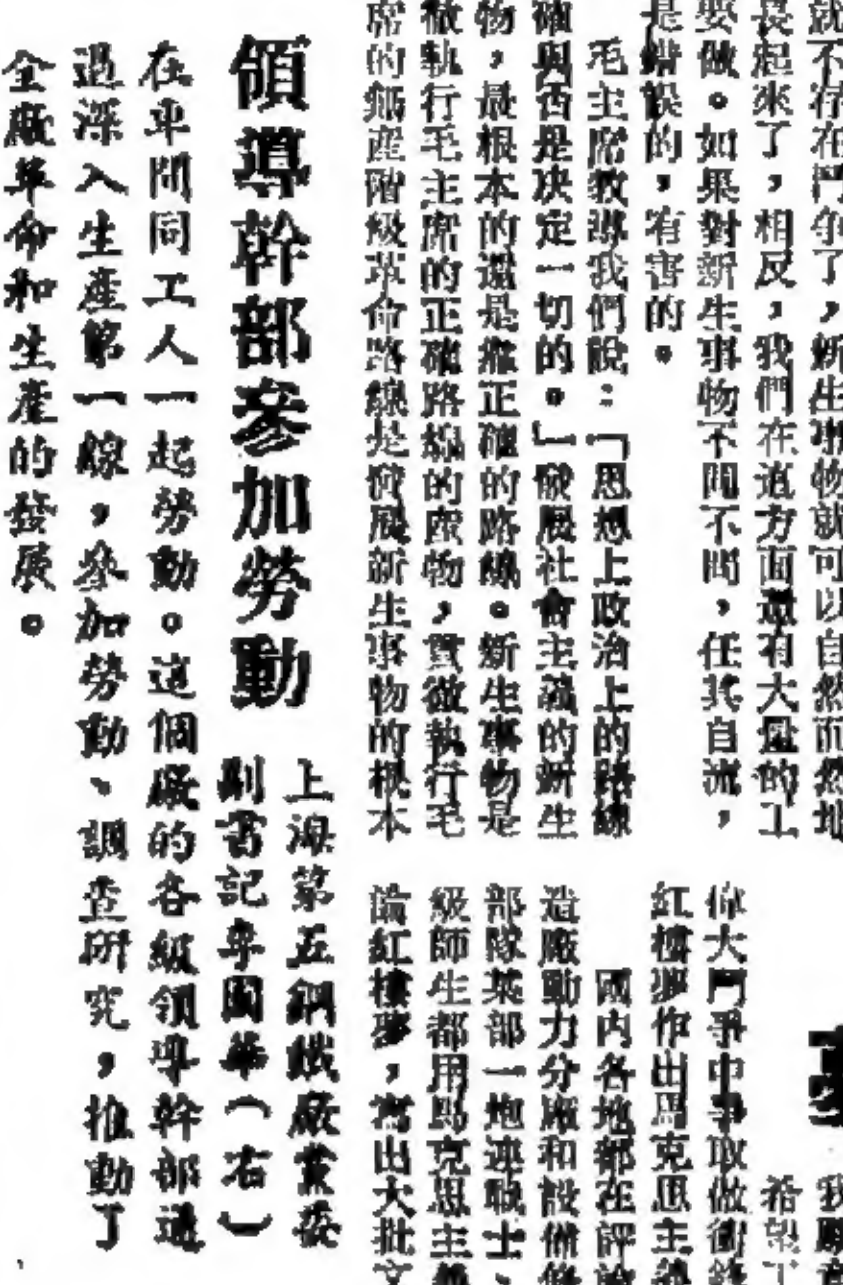 就不存在鬥争了，新生事物就可以自然而然地
長起來了，相反，我們在這方面還有大量的工
要做。如果對新生事物不聞不問，任其自流，
是錯誤的，有害的。
毛主席教導我們說：「思想上政治上的路線
確與否是决定一切的。」發展社會主義的新生
物，最根本的還是靠正確的路線。新生事物是
徹執行毛主席的正確路線的産物，貫徹執行毛
席的無産階級革命路線是發展新生事物的根本
領導幹部參加勞動
上海第五鋼鐵廠黨委
副書記李國華（右）
在車間同工人一起勞動。這個廠的各級領導幹部通
過深入生産第一線，參加勞動、調查研究，推動了
全廠革命和生産的發展。
我
希望
偉大鬥爭中爭取做衝鋒
紅樓夢作出馬克思主義
國内各地都在評論
造廠動力分廠和設備修
部隊某部一炮連戰士、
級師生都用馬克思主義
論紅樓夢，寫出大批文